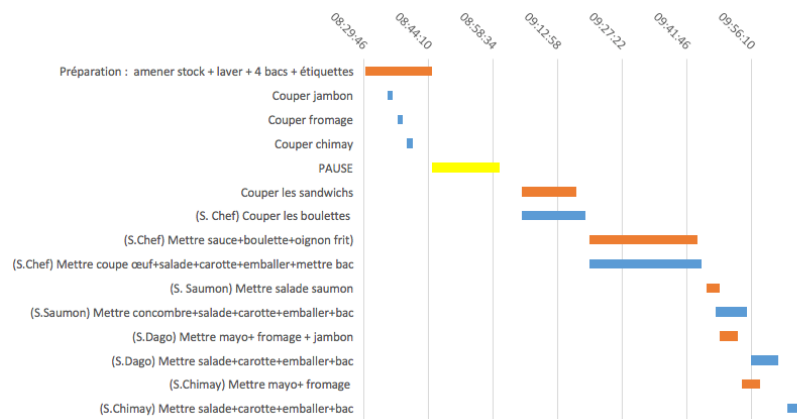 08:29:46
08:44:10
08:58:34
09:12:58
09:27:22
09:41:46
09:56:10
Préparation : amener stock + laver + 4 bacs + étiquettes
Couper jambon
Couper fromage
Couper chimay
PAUSE
Couper les sandwichs
(S. Chef) Couper les boulettes
(S.Chef) Mettre sauce+boulette+oignon frit)
(S.Chef) Mettre coupe œuf+salade+carotte+emballer+mettre bac
(S. Saumon) Mettre salade saumon
(S.Saumon) Mettre concombre+salade+carotte+emballer+bac
(S.Dago) Mettre mayo+ fromage + jambon
(S.Dago) Mettre salade+carotte+emballer+bac
(S.Chimay) Mettre mayo+ fromage
(S.Chimay) Mettre salade+carotte+emballer+bac